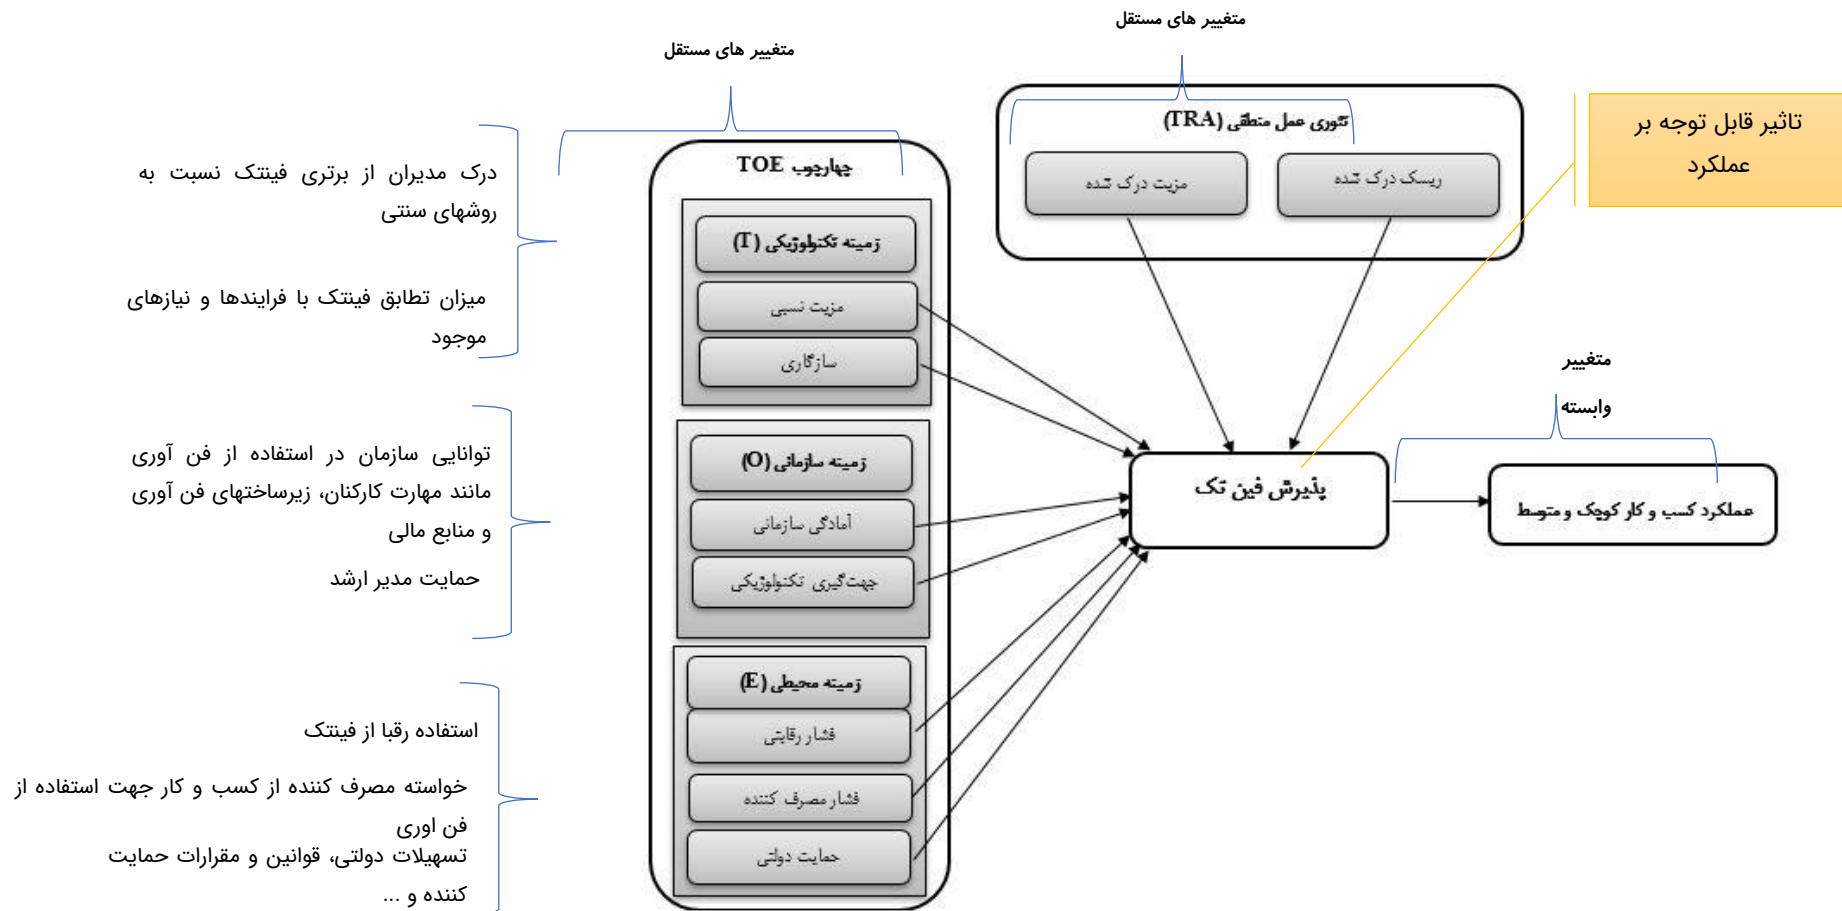 متغییر های مستقل
متغییر های مستقل
تئوری عمل منطقی (TRA)
ریسک درک شده
مزیت درک شده
تاثیر قابل توجه بر
عملکرد
چهارچوب TOE
زمینه تکنولوژیکی (T)
مزیت نسبی
سازگاری
زمینه سازمانی (O)
آمادگی سازمانی
جهت‌گیری تکنولوژیکی
زمینه محیطی (E)
فشار رقابتی
فشار مصرف کننده
حمایت دولتی
درک مدیران از برتری فینتک نسبت به
روشهای سنتی
میزان تطابق فینتک با فرایندها و نیازهای
موجود
توانایی سازمان در استفاده از فن آوری
مانند مهارت کارکنان، زیرساختهای فن آوری
و منابع مالی
حمایت مدیر ارشد
استفاده رقبا از فینتک
خواسته مصرف کننده از کسب و کار جهت استفاده از
فن اوری
تسهیلات دولتی، قوانین و مقرارات حمایت
کننده و ...
پذیرش فین تک
متغییر
وابسته
عملکرد کسب و کار کوچک و متوسط